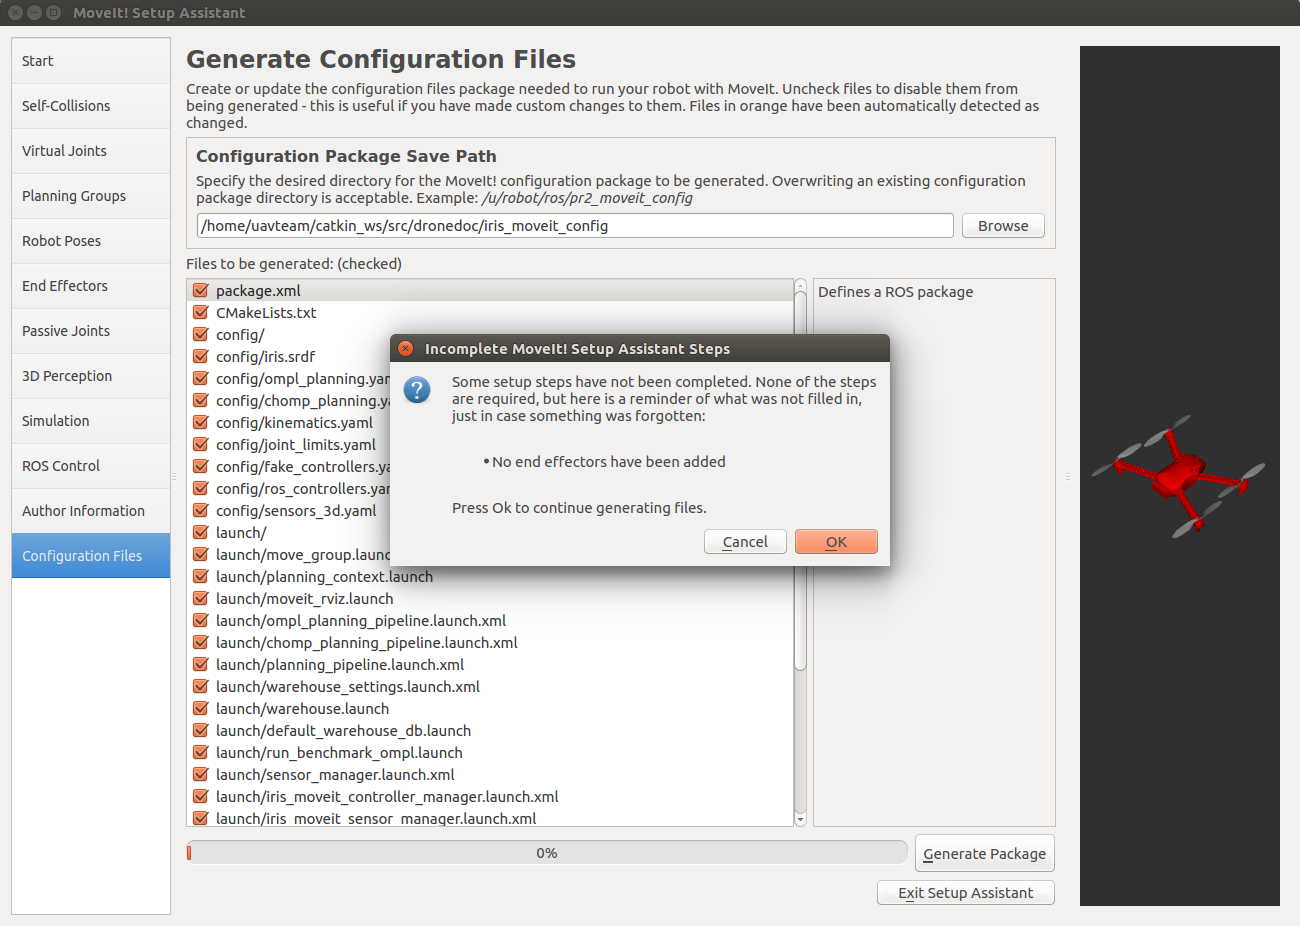 MoveIt! Setup Assistant
Start
Self-Collisions
Virtual Joints
Planning Groups
Robot Poses
End Effectors
Passive Joints
3D Perception
Simulation
ROS Control
Author Information
Configuration Files
Generate Configuration Files
Create or update the configuration files package needed to run your robot with MoveIt. Uncheck files to disable them from
being generated - this is useful if you have made custom changes to them. Files in orange have been automatically detected as
changed.
Configuration Package Save Path
Specify the desired directory for the MoveIt! configuration package to be generated. Overwriting an existing configuration
package directory is acceptable. Example: /u/robot/ros/pr2_moveit_config
/home/uavteam/catkin_ws/src/dronedoc/iris_moveit_config
Browse
Files to be generated: (checked)
package.xml
CMakeLists.txt
config/
config/iris.srdf
config/ompl_planning.yam
config/chomp_planning.ya
config/kinematics.yaml
config/joint_limits.yaml
config/fake_controllers.ya
config/ros_controllers.yam
config/sensors_3d.yaml
launch/
launch/move_group.launc
launch/planning_context.launch
launch/moveit_rviz.launch
launch/ompl_planning_pipeline.launch.xml
launch/chomp_planning_pipeline.launch.xml
launch/planning_pipeline.launch.xml
launch/warehouse_settings.launch.xml
launch/warehouse.launch
launch/default_warehouse_db.launch
launch/run_benchmark_ompl.launch
launch/sensor_manager.launch.xml
launch/iris_moveit_controller_manager.launch.xml
launch/iris_moveit_sensor_manager.launch.xml
Defines a ROS package
Incomplete MoveIt! Setup Assistant Steps
Some setup steps have not been completed. None of the steps
are required, but here is a reminder of what was not filled in,
just in case something was forgotten:
•No end effectors have been added
Press Ok to continue generating files.
Cancel
OK
0%
Generate Package
Exit Setup Assistant